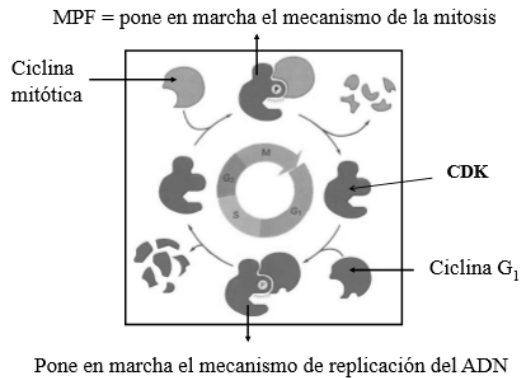 MPF = pone en marcha el mecanismo de la mitosis
Ciclina
mitótica
P
M
G₂
CDK
S
G₁
P
Ciclina G₁
Pone en marcha el mecanismo de replicación del ADN